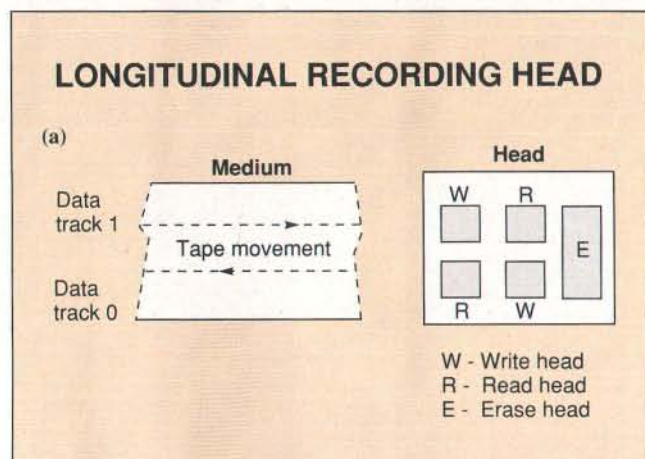 LONGITUDINAL RECORDING HEAD
(a)
Medium
Data
track 1
Tape movement
Data
track 0
Head
W R
E
R W
W - Write head
R - Read head
E - Erase head